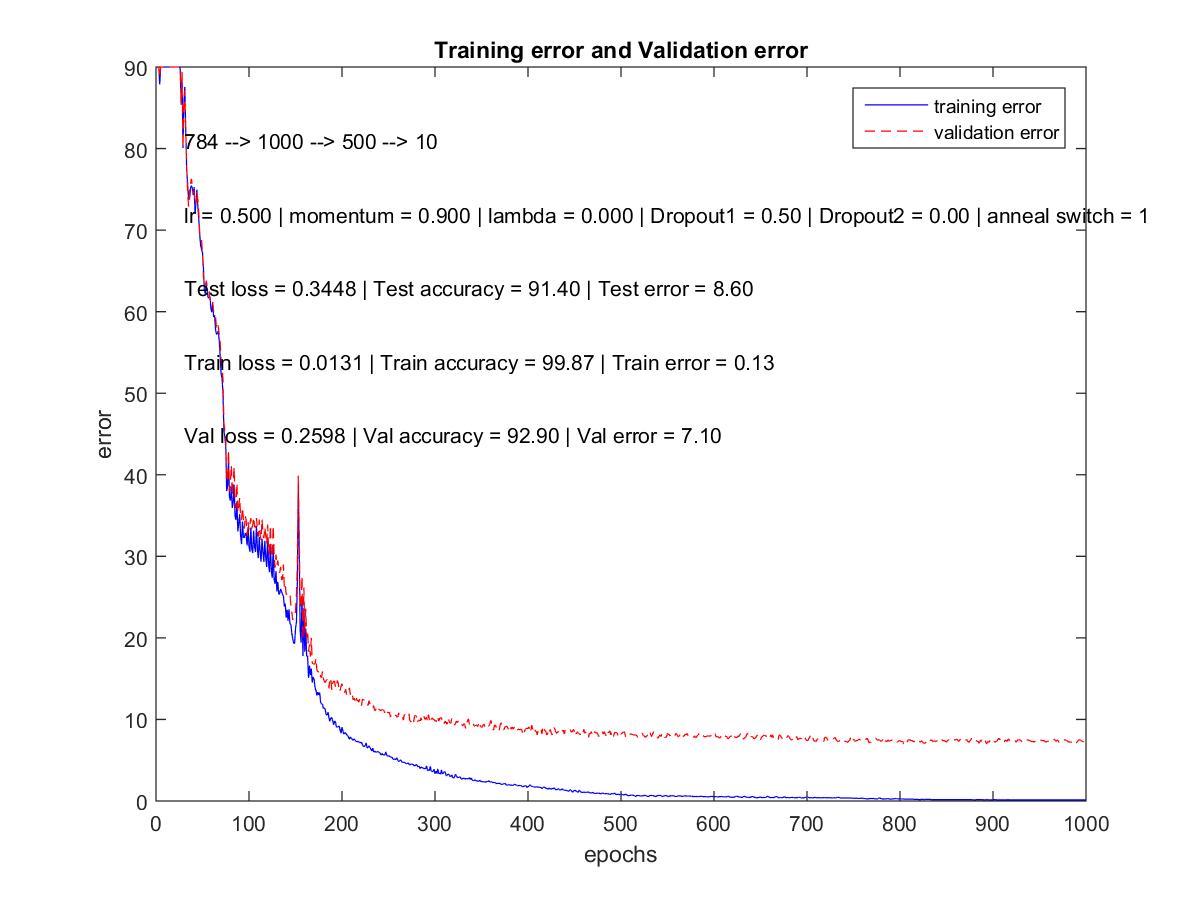 Training error and Validation error
training error
validation error
784 --> 1000 --> 500 --> 10
lr = 0.500 | momentum = 0.900 | lambda = 0.000 | Dropout1 = 0.50 | Dropout2 = 0.00 | anneal switch = 1
Test loss = 0.3448 | Test accuracy = 91.40 | Test error = 8.60
Train loss = 0.0131 | Train accuracy = 99.87 | Train error = 0.13
Val loss = 0.2598 | Val accuracy = 92.90 | Val error = 7.10
error
90
80
70
60
50
40
30
20
10
0
0 100 200 300 400 500 600 700 800 900 1000
epochs